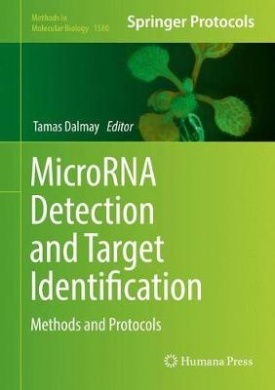 Methods in
Molecular Biology 1580
Springer Protocols
Tamas Dalmay Editor
MicroRNA
Detection
and Target
Identification
Methods and Protocols
Humana Press